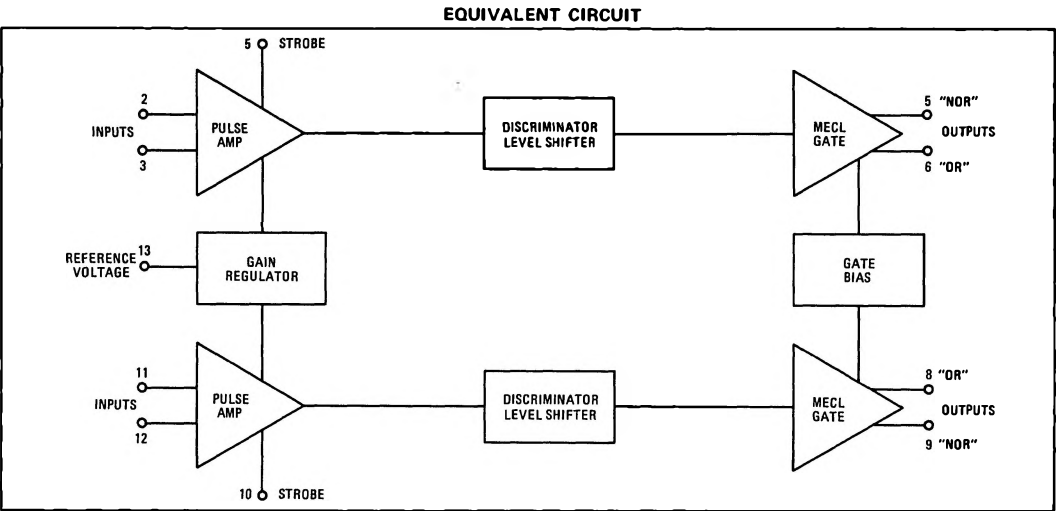 EQUIVALENT CIRCUIT
5 STROBE
2
INPUTS
3
PULSE
AMP
DISCRIMINATOR
LEVEL SHIFTER
MECL
GATE
5 "NOR"
OUTPUTS
6 "OR"
REFERENCE
VOLTAGE
13
GAIN
REGULATOR
GATE
BIAS
11
INPUTS
12
PULSE
AMP
DISCRIMINATOR
LEVEL SHIFTER
MECL
GATE
8 "OR"
OUTPUTS
9 "NOR"
10 STROBE